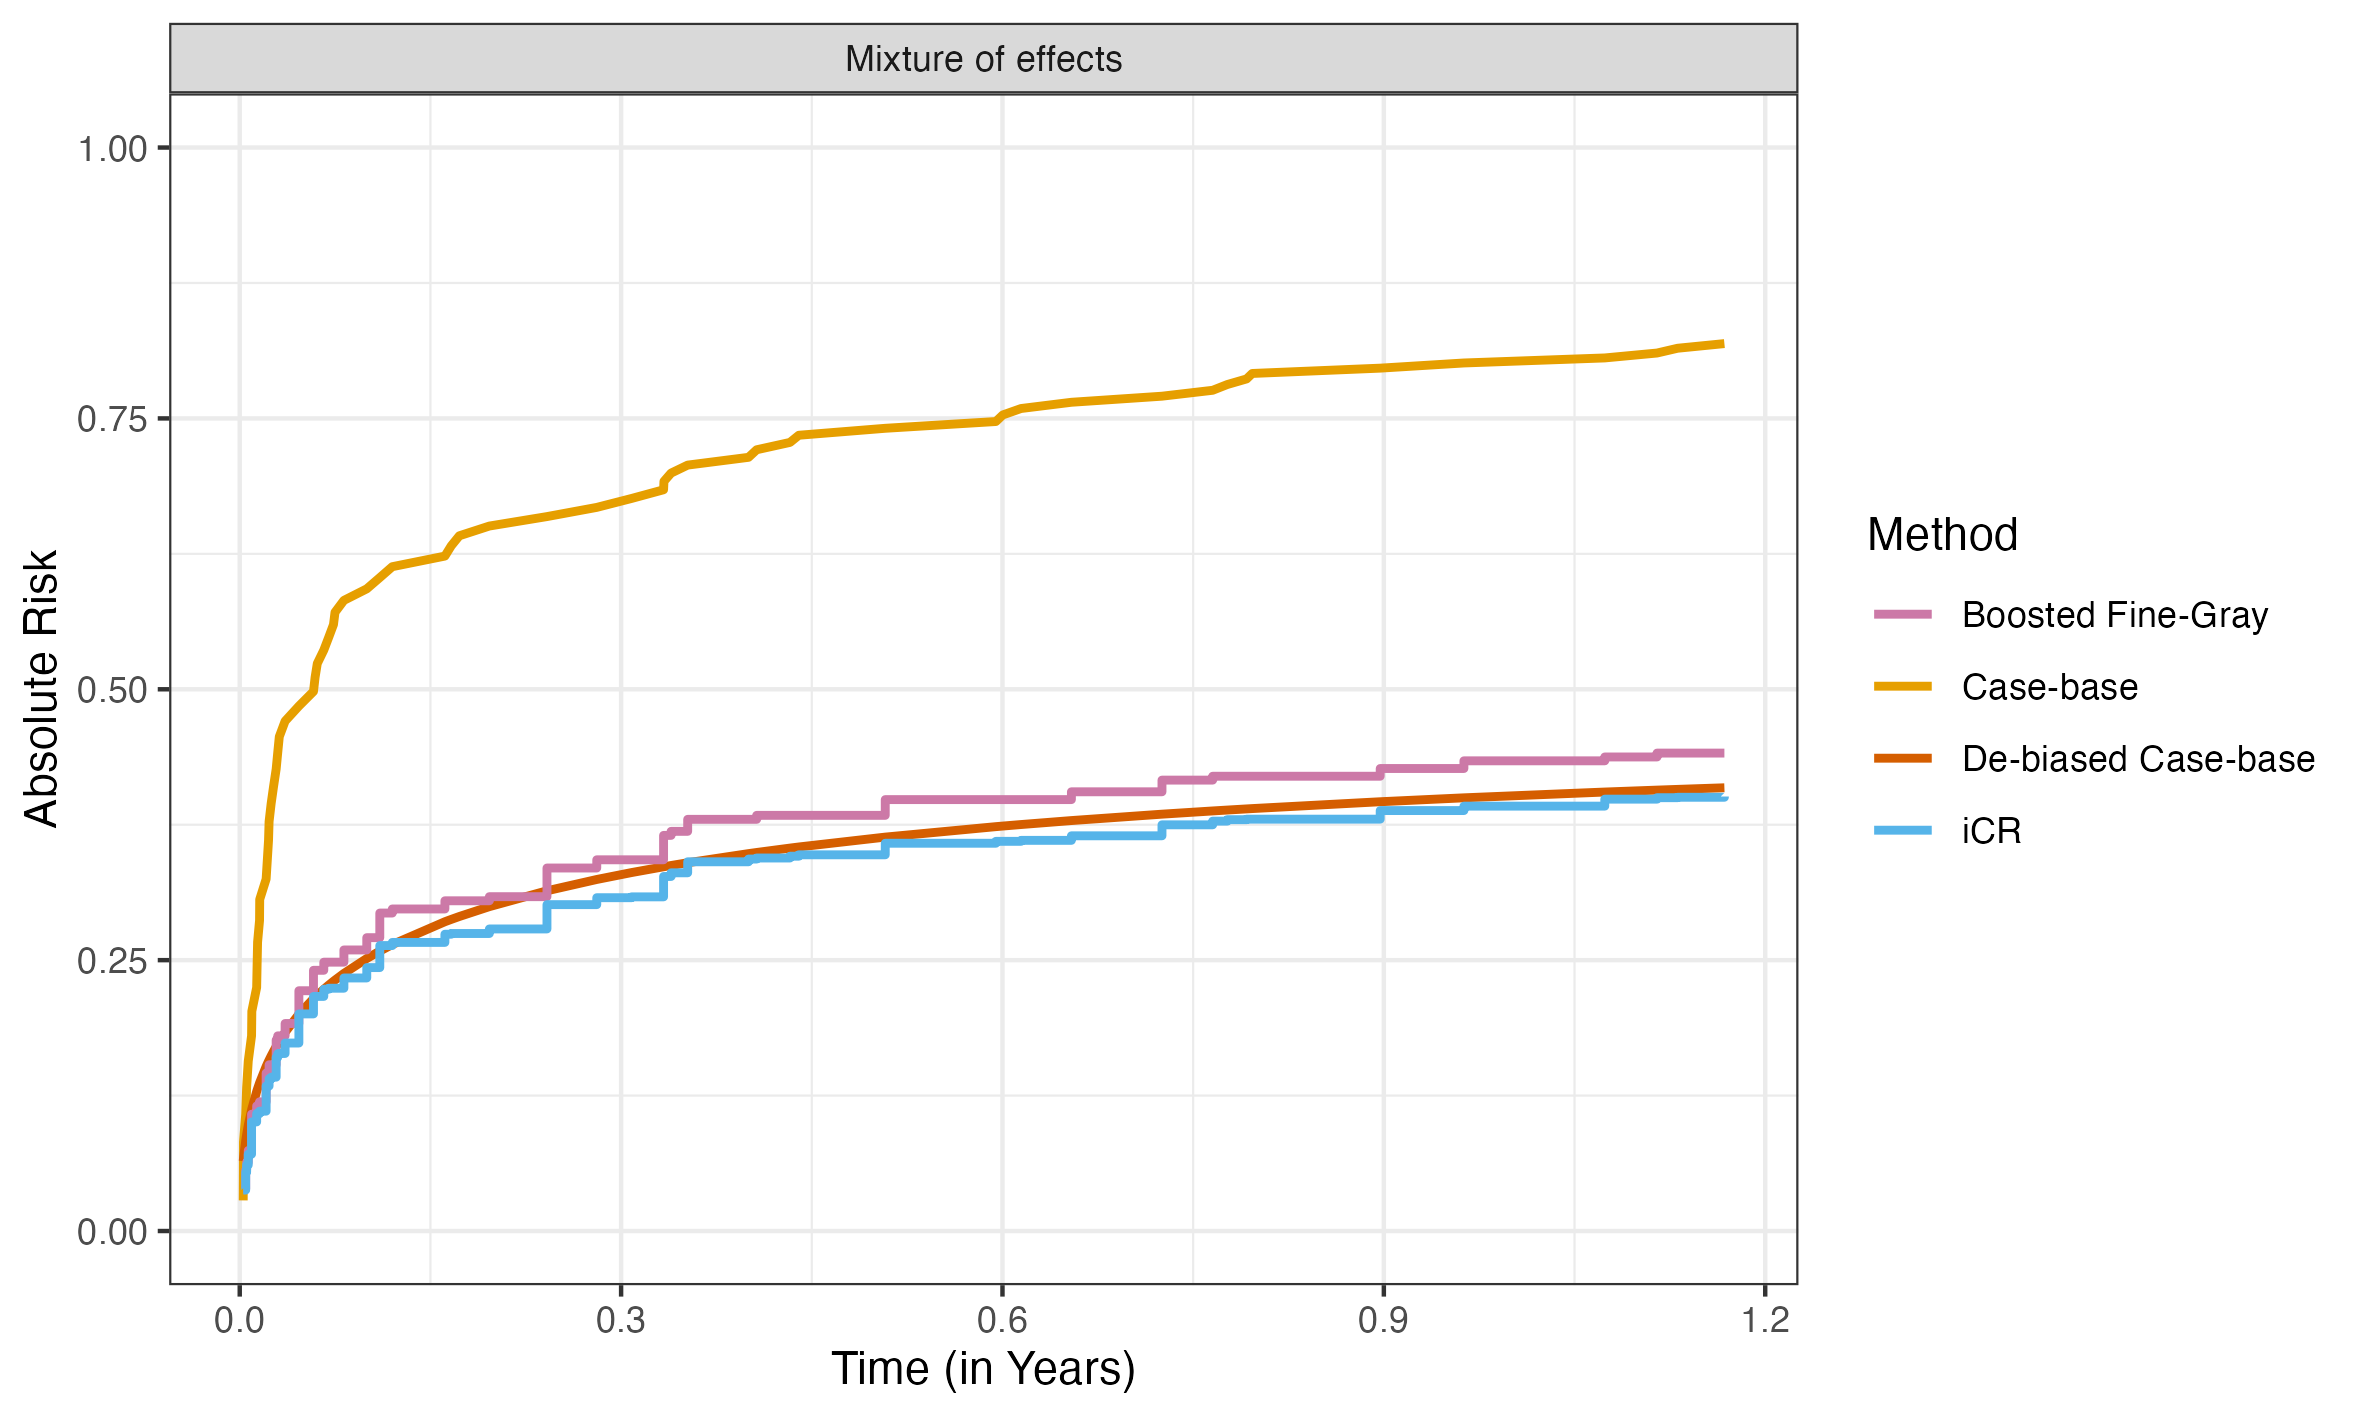 Mixture of effects
1.00
0.75
0.50
0.25
0.00
Absolute Risk
0.0 0.3 0.6 0.9 1.2
Time (in Years)
Method
Boosted Fine-Gray
Case-base
De-biased Case-base
iCR